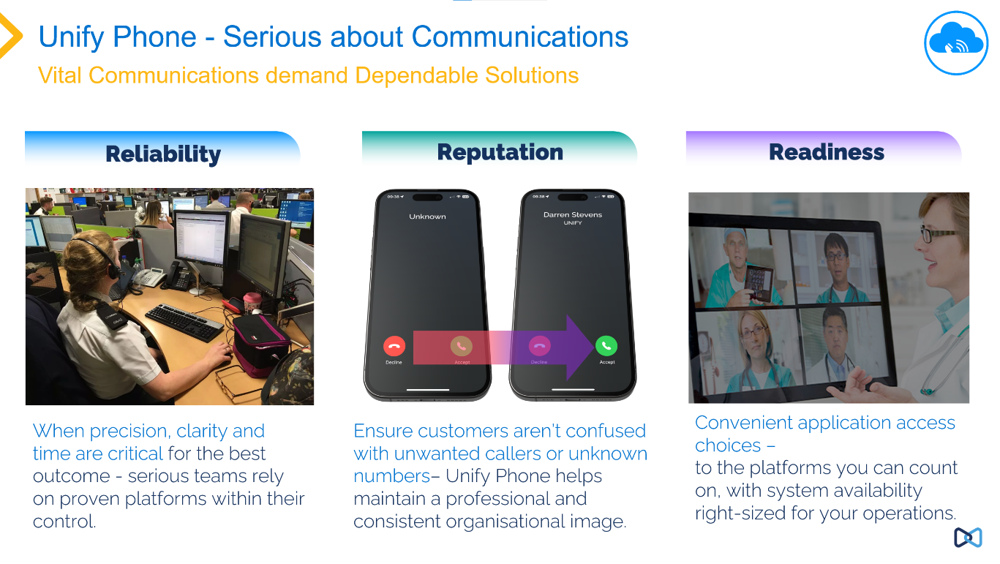 Unify Phone - Serious about Communications
Vital Communications demand Dependable Solutions
Reliability
When precision, clarity and
time are critical for the best
outcome - serious teams rely
on proven platforms within their
control.
Reputation
09:38
Unknown
Decline
Accept
09:38
Darren Stevens
UNIFY
Decline
Accept
Ensure customers aren't confused
with unwanted callers or unknown
numbers– Unify Phone helps
maintain a professional and
consistent organisational image.
Readiness
Convenient application access
choices –
to the platforms you can count
on, with system availability
right-sized for your operations.